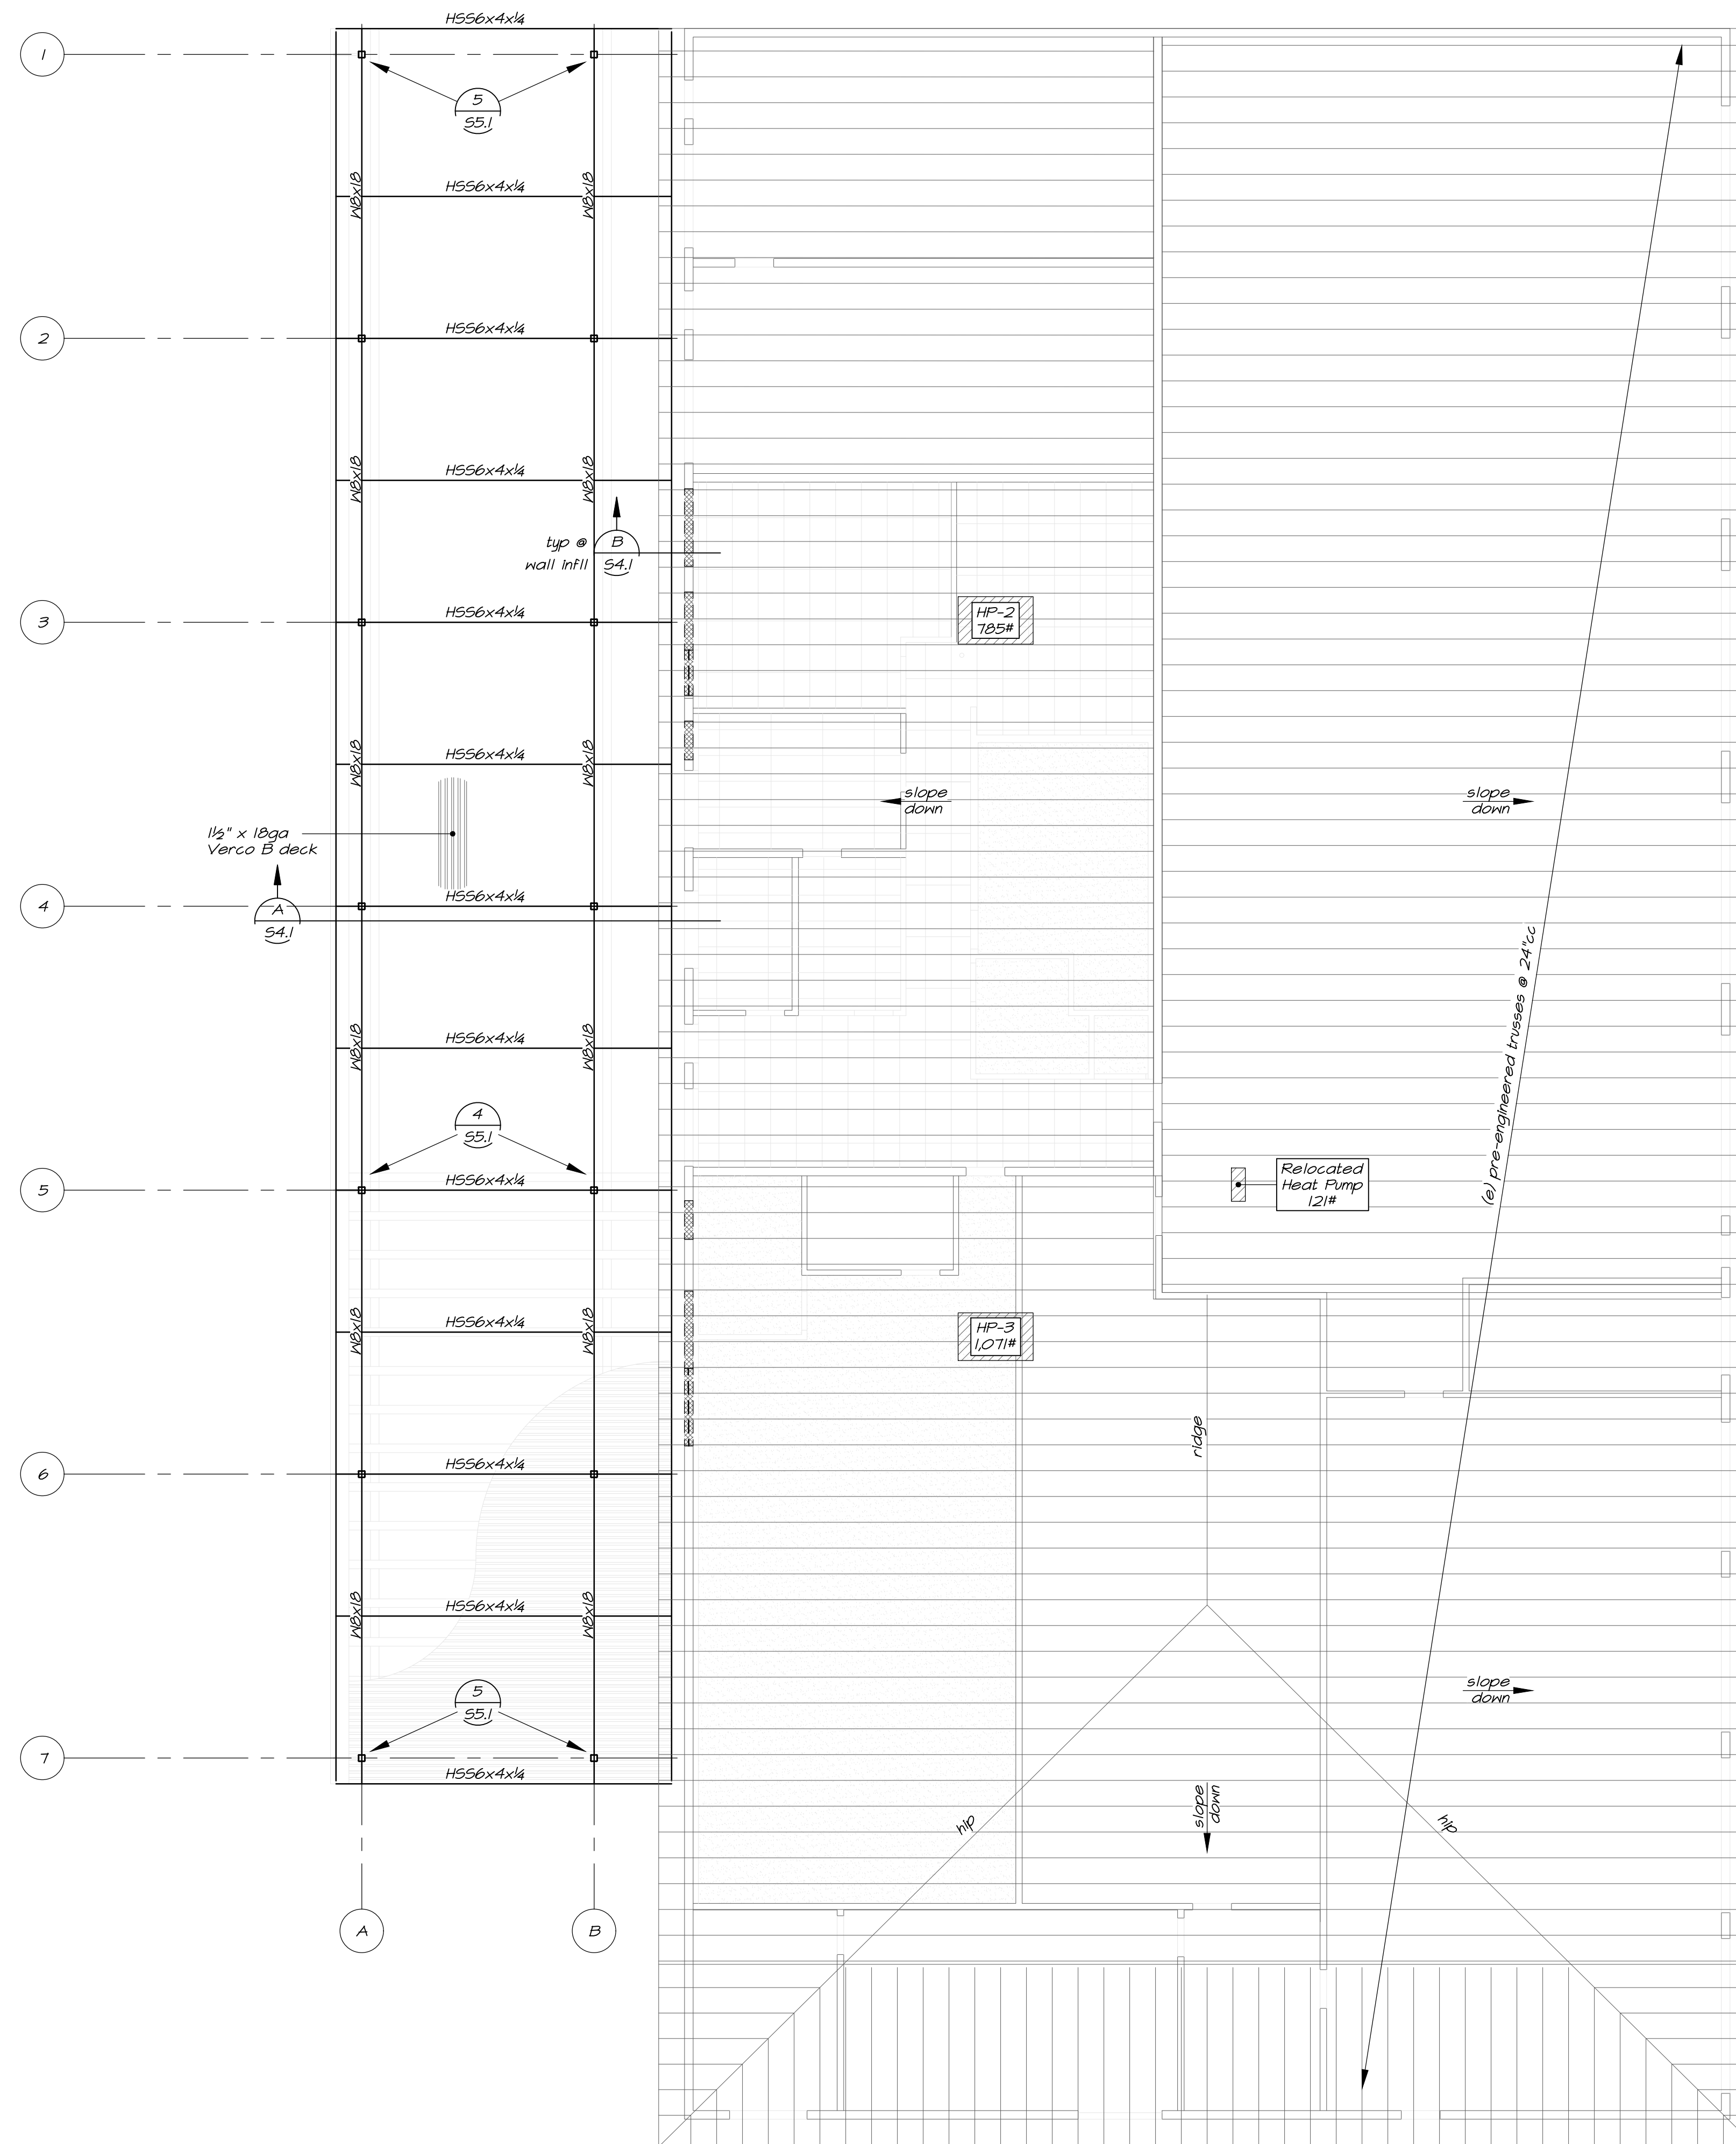 HSS6x4x¼
1
5
S5.1
W8x18
HSS6x4x¼
W8x18
2
HSS6x4x¼
W8x18
HSS6x4x¼
W8x18
typ @
wall infll
B
S4.1
HP-2
785#
3
HSS6x4x¼
W8x18
HSS6x4x¼
W8x18
slope
down
slope
down
1½" x 18ga
Verco B deck
HSS6x4x¼
4
A
S4.1
(e) pre-engineered trusses @ 24"cc
W8x18
HSS6x4x¼
W8x18
4
S5.1
Relocated
Heat Pump
121#
5
HSS6x4x¼
W8x18
HSS6x4x¼
W8x18
HP-3
1,071#
ridge
6
HSS6x4x¼
W8x18
HSS6x4x¼
W8x18
5
S5.1
slope
down
7
HSS6x4x¼
slope
down
hip
hip
A
B